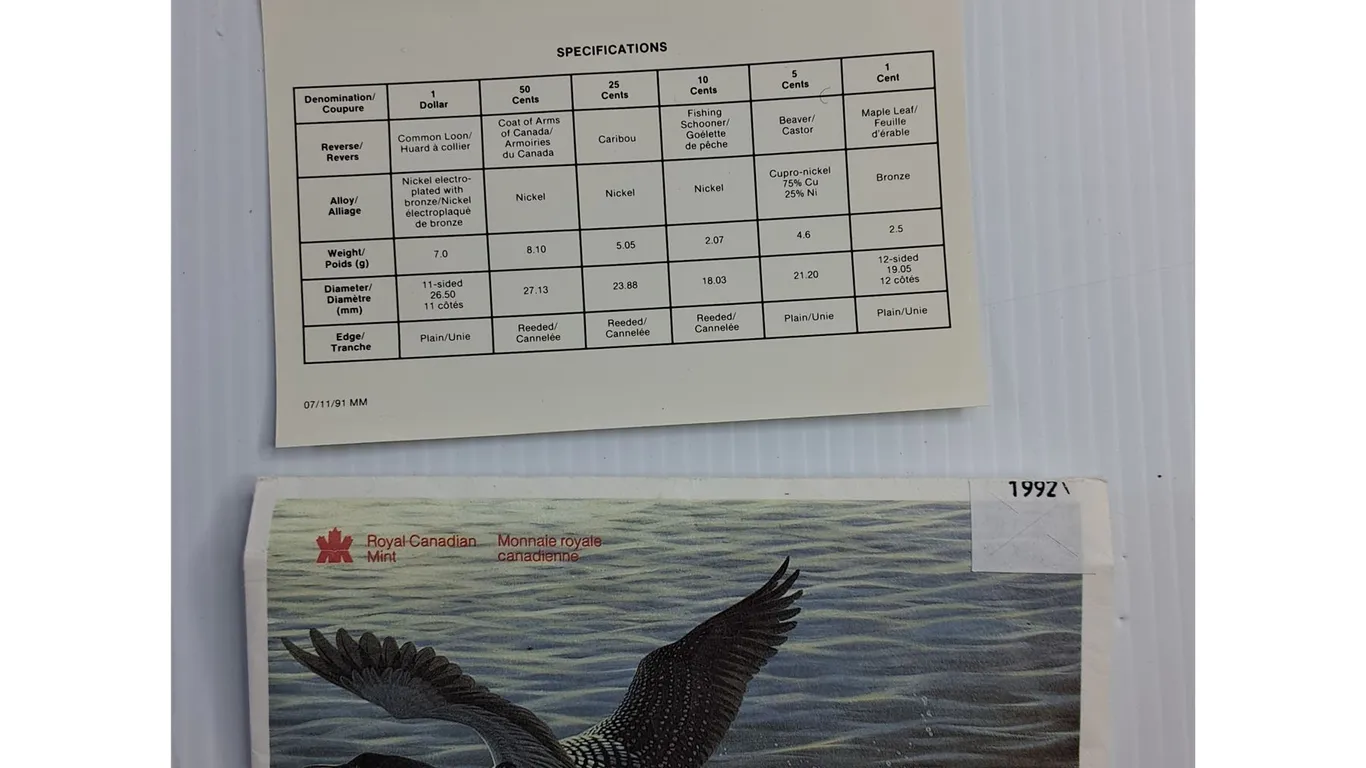 SPECIFICATIONS
Denomination/
Coupure
1
Dollar
50
Cents
25
Cents
10
Cents
5
Cents
1
Cent
Reverse/
Revers
Common Loon/
Huard à collier
Coat of Arms
of Canada/
Armoiries
du Canada
Caribou
Fishing
Schooner/
Goélette
de pêche
Beaver/
Castor
Maple Leaf/
Feuille
d'érable
Alloy/
Alliage
Nickel electro-
plated with
bronze/Nickel
électroplaqué
de bronze
Nickel
Nickel
Nickel
Cupro-nickel
75% Cu
25% Ni
Bronze
Weight/
Poids (g)
7.0
8.10
5.05
2.07
4.6
2.5
Diameter/
Diamètre
(mm)
11-sided
26.50
11 côtés
27.13
23.88
18.03
21.20
12-sided
19.05
12 côtés
Edge/
Tranche
Plain/Unie
Reeded/
Cannelée
Reeded/
Cannelée
Reeded/
Cannelée
Plain/Unie
Plain/Unie
07/11/91 MM
1992
Royal Canadian
Mint
Monnaie royale
canadienne